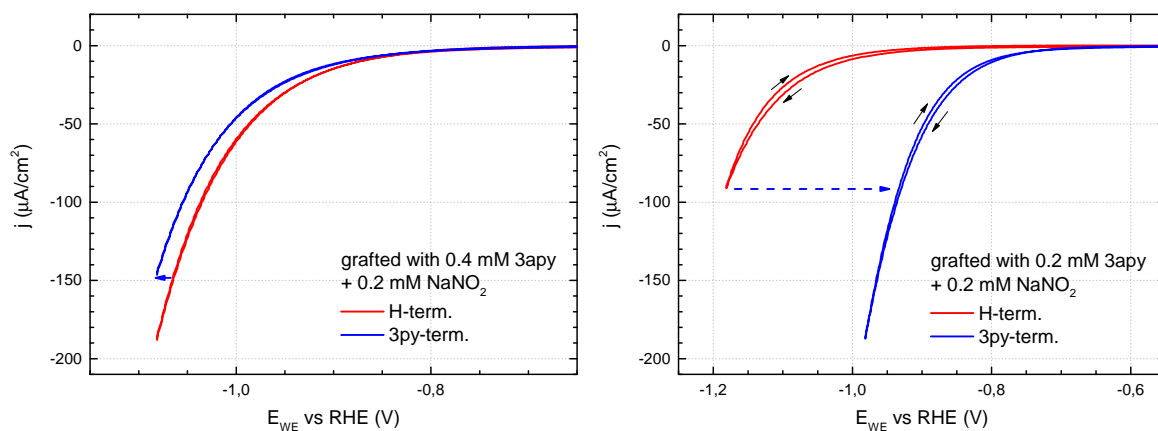 0
-50
-100
-150
-200
j (µA/cm²)
-1,0
-0,8
E_WE vs RHE (V)
grafted with 0.4 mM 3apy
+ 0.2 mM NaNO₂
H-term.
3py-term.
0
-50
-100
-150
-200
j (µA/cm²)
-1,2
-1,0
-0,8
-0,6
E_WE vs RHE (V)
grafted with 0.2 mM 3apy
+ 0.2 mM NaNO₂
H-term.
3py-term.